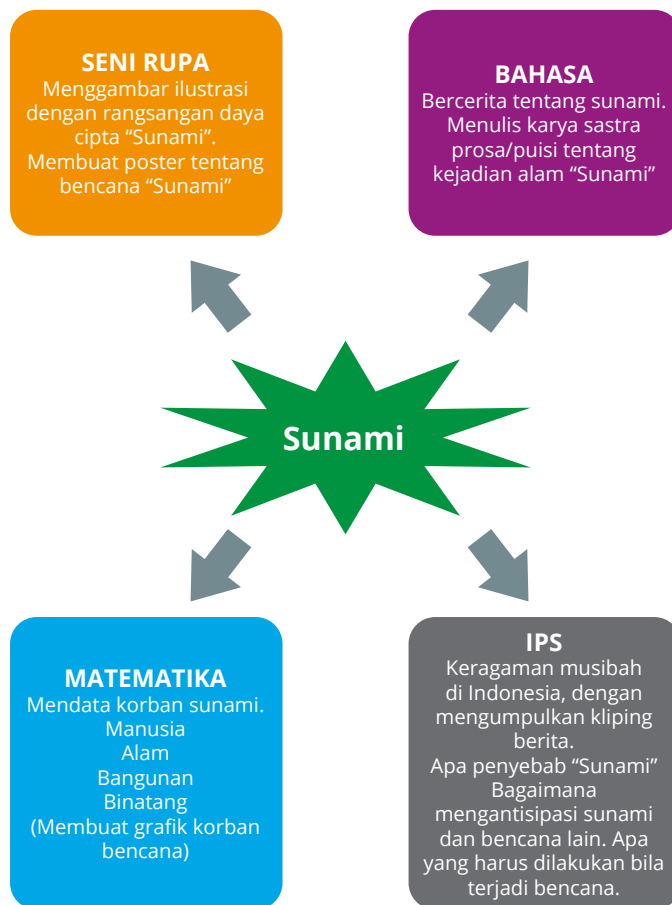 SENI RUPA
Menggambar ilustrasi
dengan rangsangan daya
cipta “Sunami”.
Membuat poster tentang
bencana “Sunami”
BAHASA
Bercerita tentang sunami.
Menulis karya sastra
prosa/puisi tentang
kejadian alam “Sunami”
Sunami
MATEMATIKA
Mendata korban sunami.
Manusia
Alam
Bangunan
Binatang
(Membuat grafik korban
bencana)
IPS
Keragaman musibah
di Indonesia, dengan
mengumpulkan kliping
berita.
Apa penyebab “Sunami”
Bagaimana
mengantisipasi sunami
dan bencana lain. Apa
yang harus dilakukan bila
terjadi bencana.